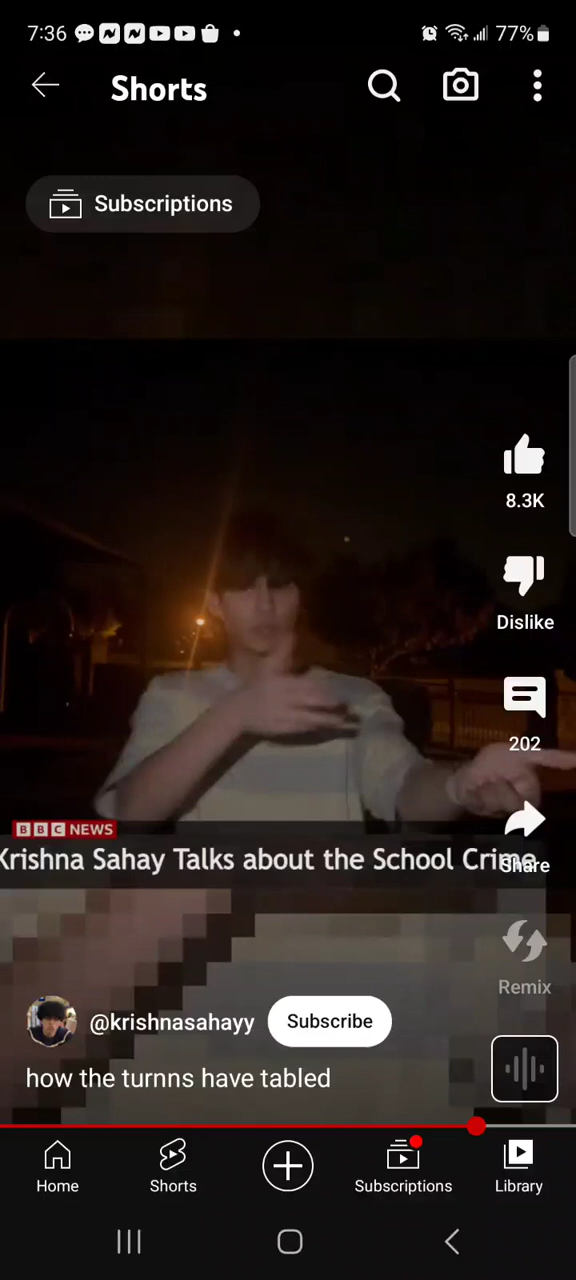 7:36
77%
Shorts
Subscriptions
8.3K
Dislike
202
BBC NEWS
Krishna Sahay Talks about the School Crime
Share
Remix
@krishnasahayy
Subscribe
how the turnns have tabled
Home
Shorts
Subscriptions
Library